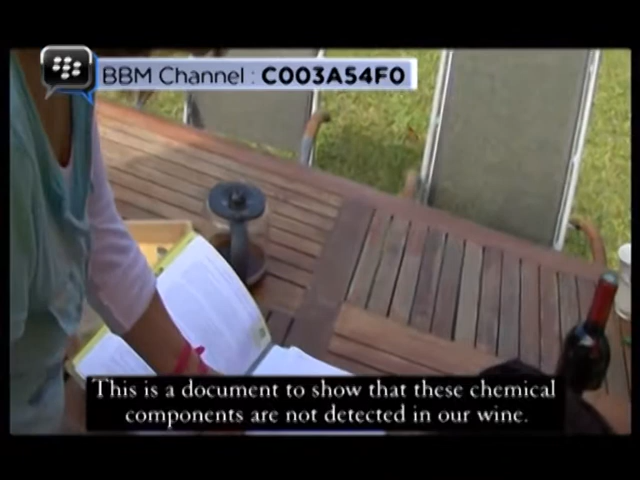 BBM Channel : C003A54F0
This is a document to show that these chemical
components are not detected in our wine.